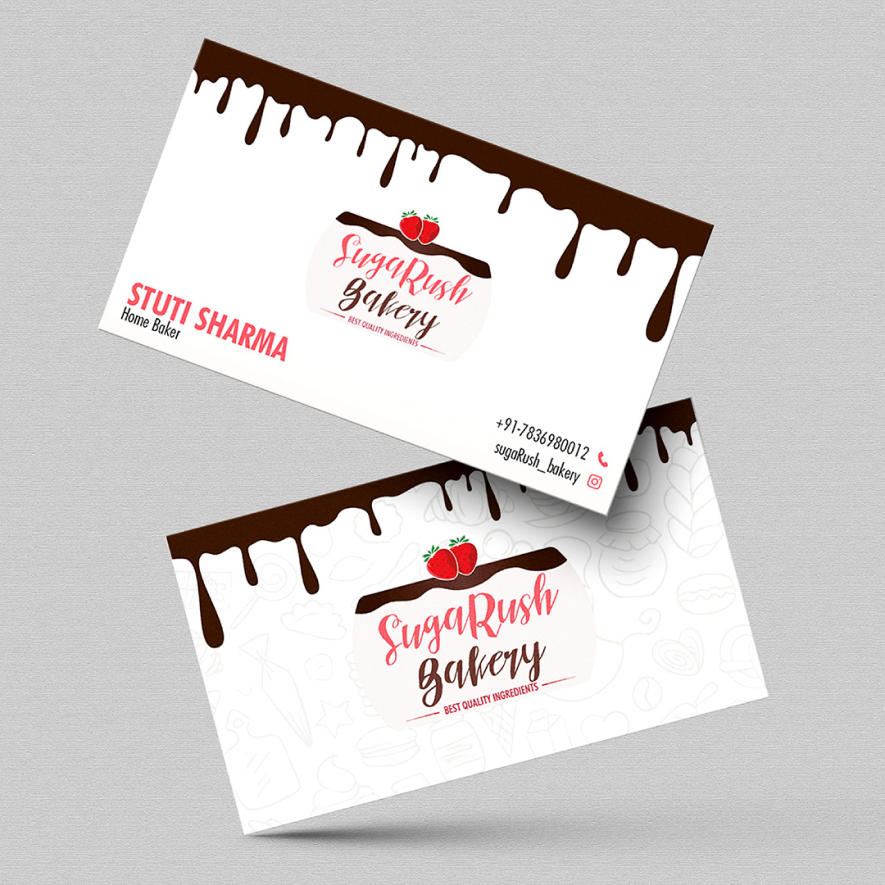 SugaRush
Bakery
BEST QUALITY INGREDIENTS
STUTI SHARMA
Home Baker
+91-7836980012
sugaRush_bakery
SugaRush
Bakery
BEST QUALITY INGREDIENTS